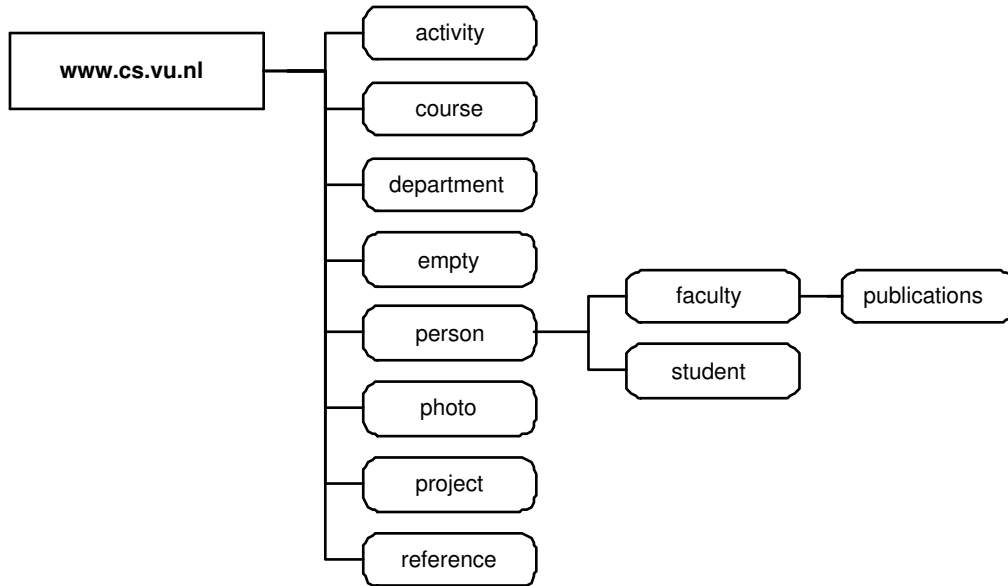 www.cs.vu.nl
activity
course
department
empty
person
photo
project
reference
faculty
student
publications